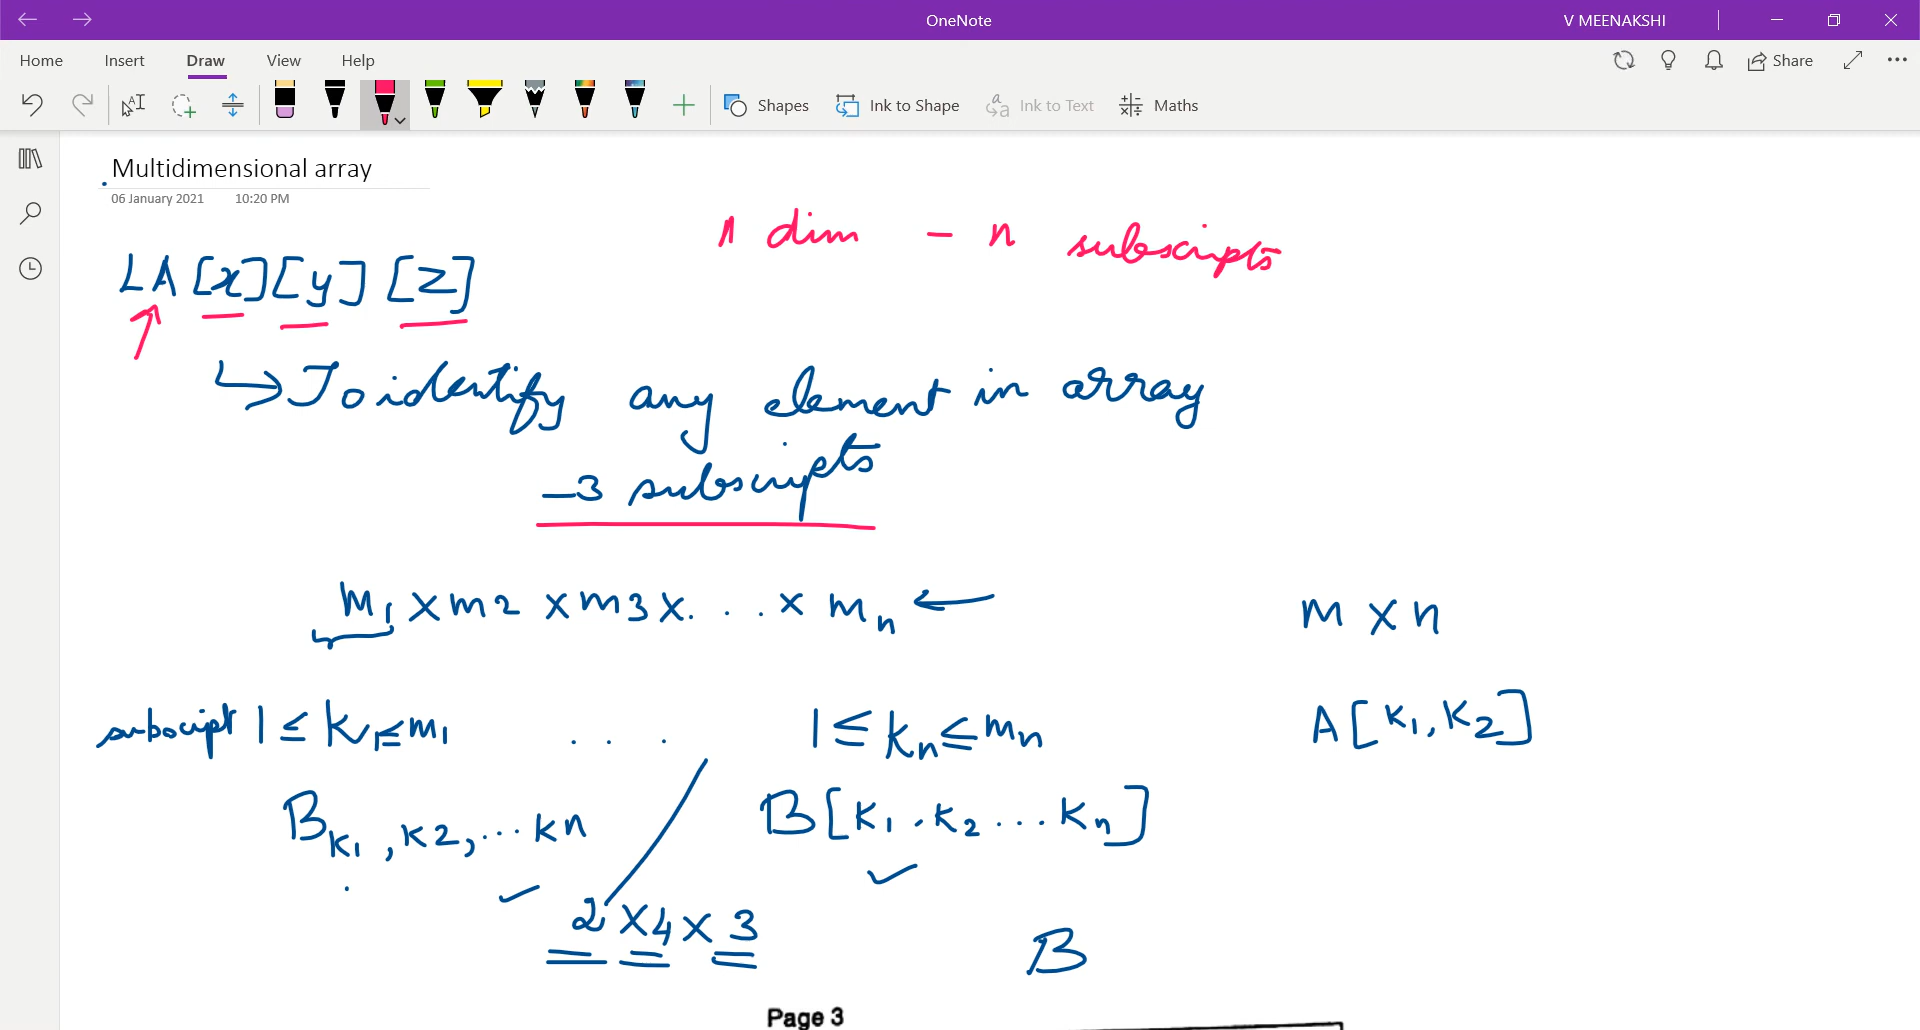 OneNote
V MEENAKSHI
Home Insert Draw View Help
Share
Shapes Ink to Shape Ink to Text Maths
Multidimensional array
06 January 2021 10:20 PM
n dim - n subscripts
LA [x] [y] [z]
↳ To identify any element in array
-3 subscripts
m1 x m2 x m3 x . . . x mn ←
m x n
subscript 1 ≤ K1 ≤ m1 . . . 1 ≤ Kn ≤ mn
A [K1, K2]
BK1, K2, ... Kn
B [K1 . K2 ... Kn]
2 x 4 x 3
B
Page 3